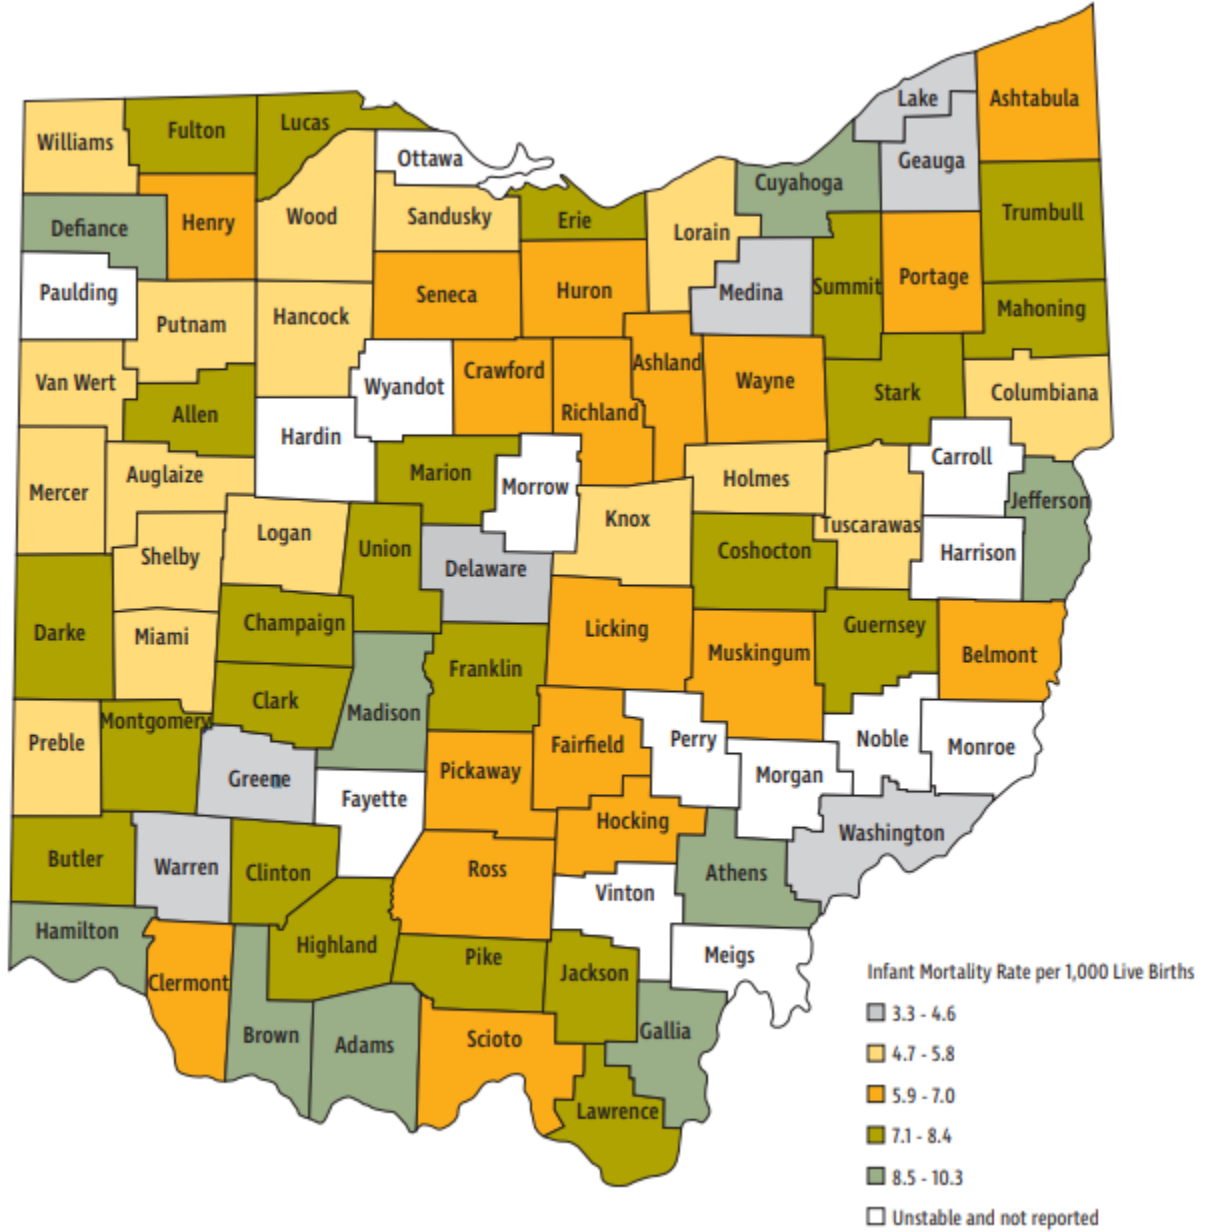 Lake
Ashtabula
Williams
Fulton
Lucas
Ottawa
Geauga
Cuyahoga
Defiance
Henry
Wood
Sandusky
Erie
Lorain
Trumbull
Paulding
Putnam
Hancock
Seneca
Huron
Medina
Summit
Portage
Mahoning
Van Wert
Allen
Wyandot
Crawford
Richland
Ashland
Wayne
Stark
Columbiana
Hardin
Mercer
Auglaize
Marion
Morrow
Knox
Holmes
Carroll
Jefferson
Shelby
Logan
Union
Delaware
Coshocton
Tuscarawas
Harrison
Darke
Miami
Champaign
Licking
Muskingum
Guernsey
Belmont
Clark
Madison
Franklin
Preble
Montgomery
Greene
Fayette
Pickaway
Fairfield
Perry
Morgan
Noble
Monroe
Butler
Warren
Clinton
Ross
Hocking
Athens
Washington
Hamilton
Clermont
Highland
Pike
Vinton
Meigs
Jackson
Brown
Adams
Scioto
Gallia
Lawrence
Infant Mortality Rate per 1,000 Live Births
3.3 - 4.6
4.7 - 5.8
5.9 - 7.0
7.1 - 8.4
8.5 - 10.3
Unstable and not reported